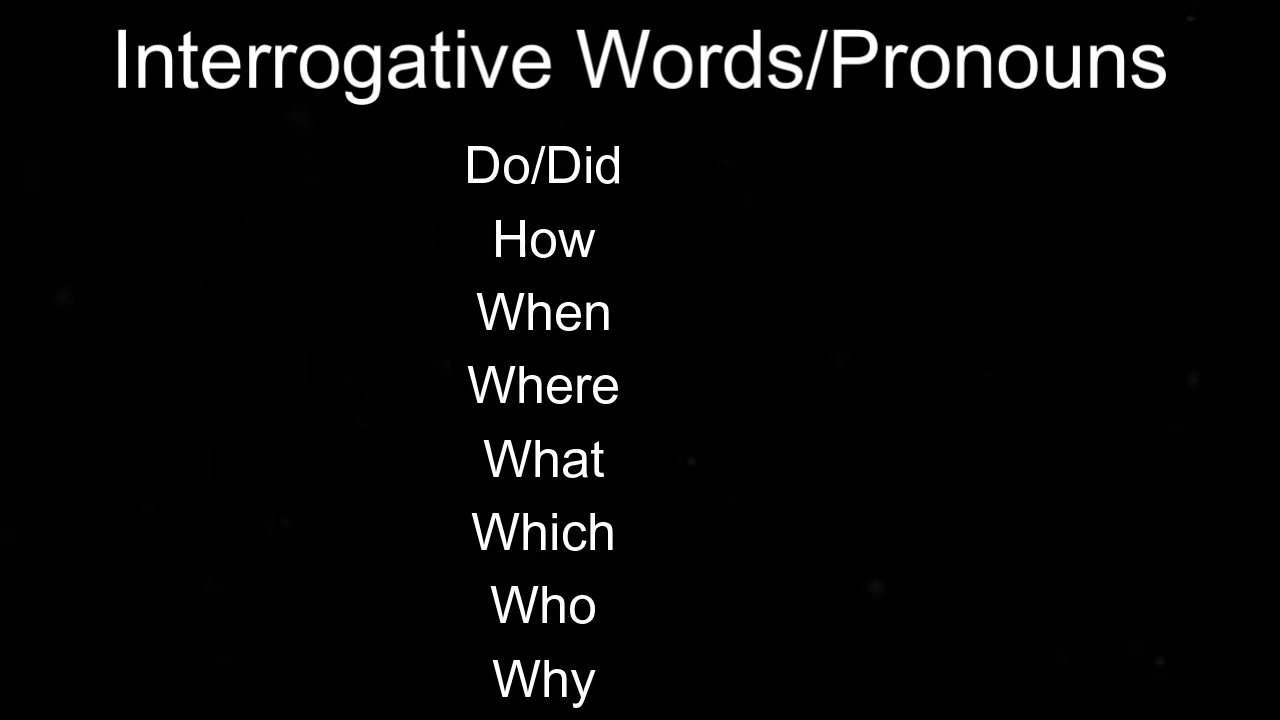 Interrogative Words/Pronouns
Do/Did
How
When
Where
What
Which
Who
Why